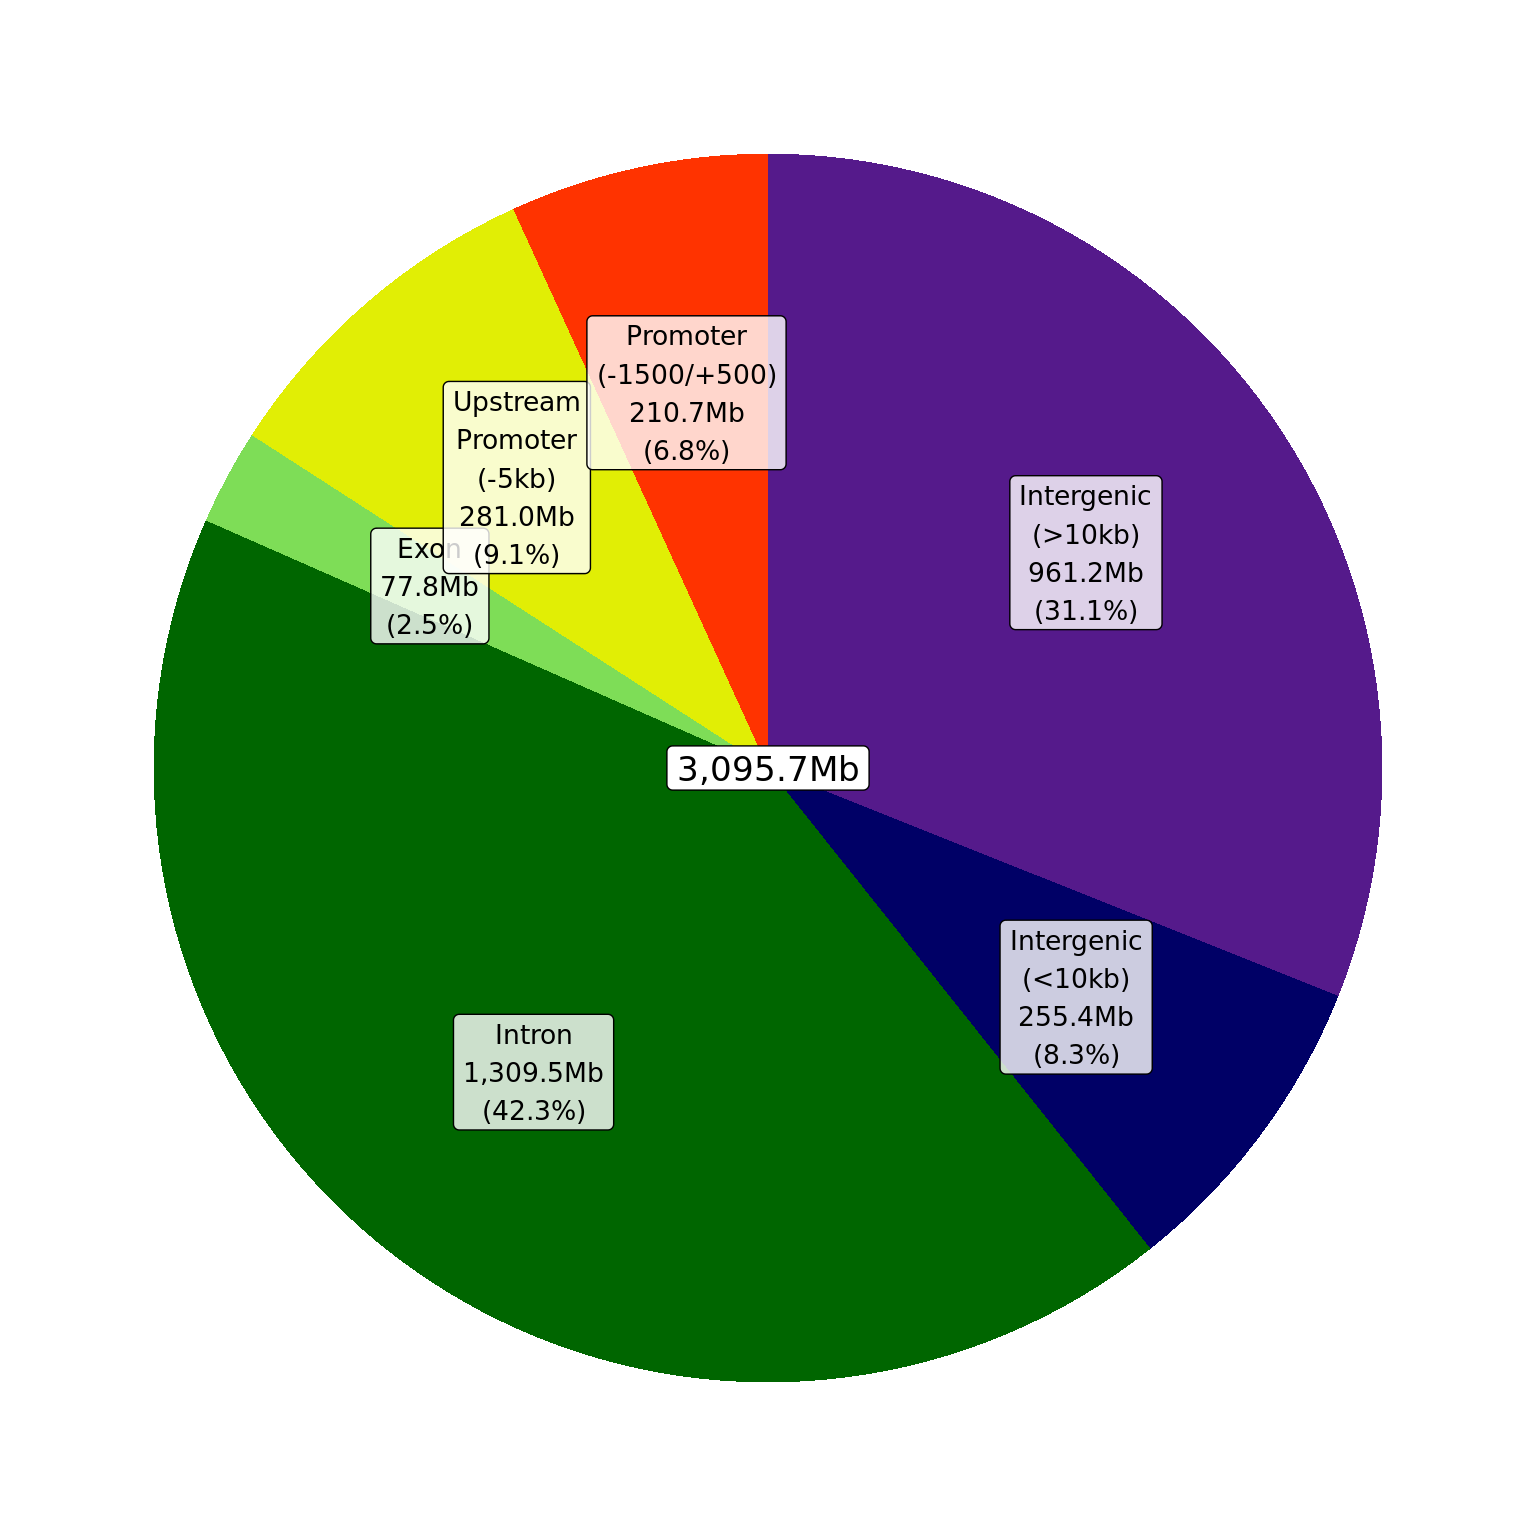 Promoter
(-1500/+500)
210.7Mb
(6.8%)
Upstream
Promoter
(-5kb)
281.0Mb
(9.1%)
Exon
77.8Mb
(2.5%)
Intergenic
(>10kb)
961.2Mb
(31.1%)
3,095.7Mb
Intergenic
(<10kb)
255.4Mb
(8.3%)
Intron
1,309.5Mb
(42.3%)